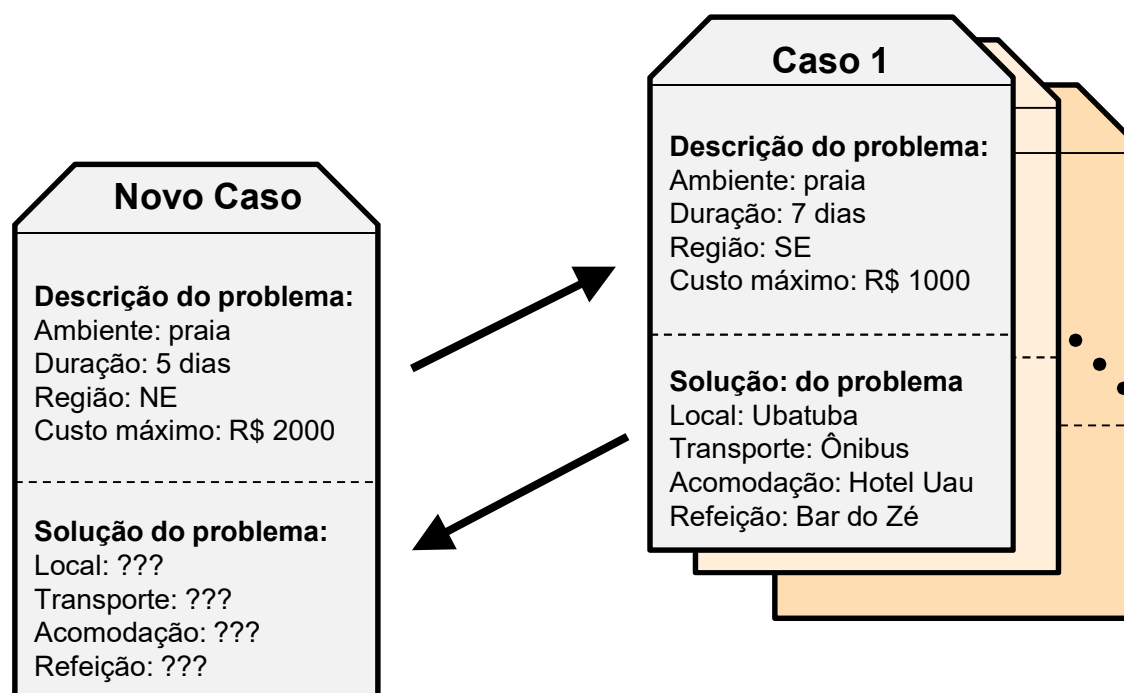 Novo Caso
Descrição do problema:
Ambiente: praia
Duração: 5 dias
Região: NE
Custo máximo: R$ 2000
Solução do problema:
Local: ???
Transporte: ???
Acomodação: ???
Refeição: ???
Caso 1
Descrição do problema:
Ambiente: praia
Duração: 7 dias
Região: SE
Custo máximo: R$ 1000
Solução: do problema
Local: Ubatuba
Transporte: Ônibus
Acomodação: Hotel Uau
Refeição: Bar do Zé